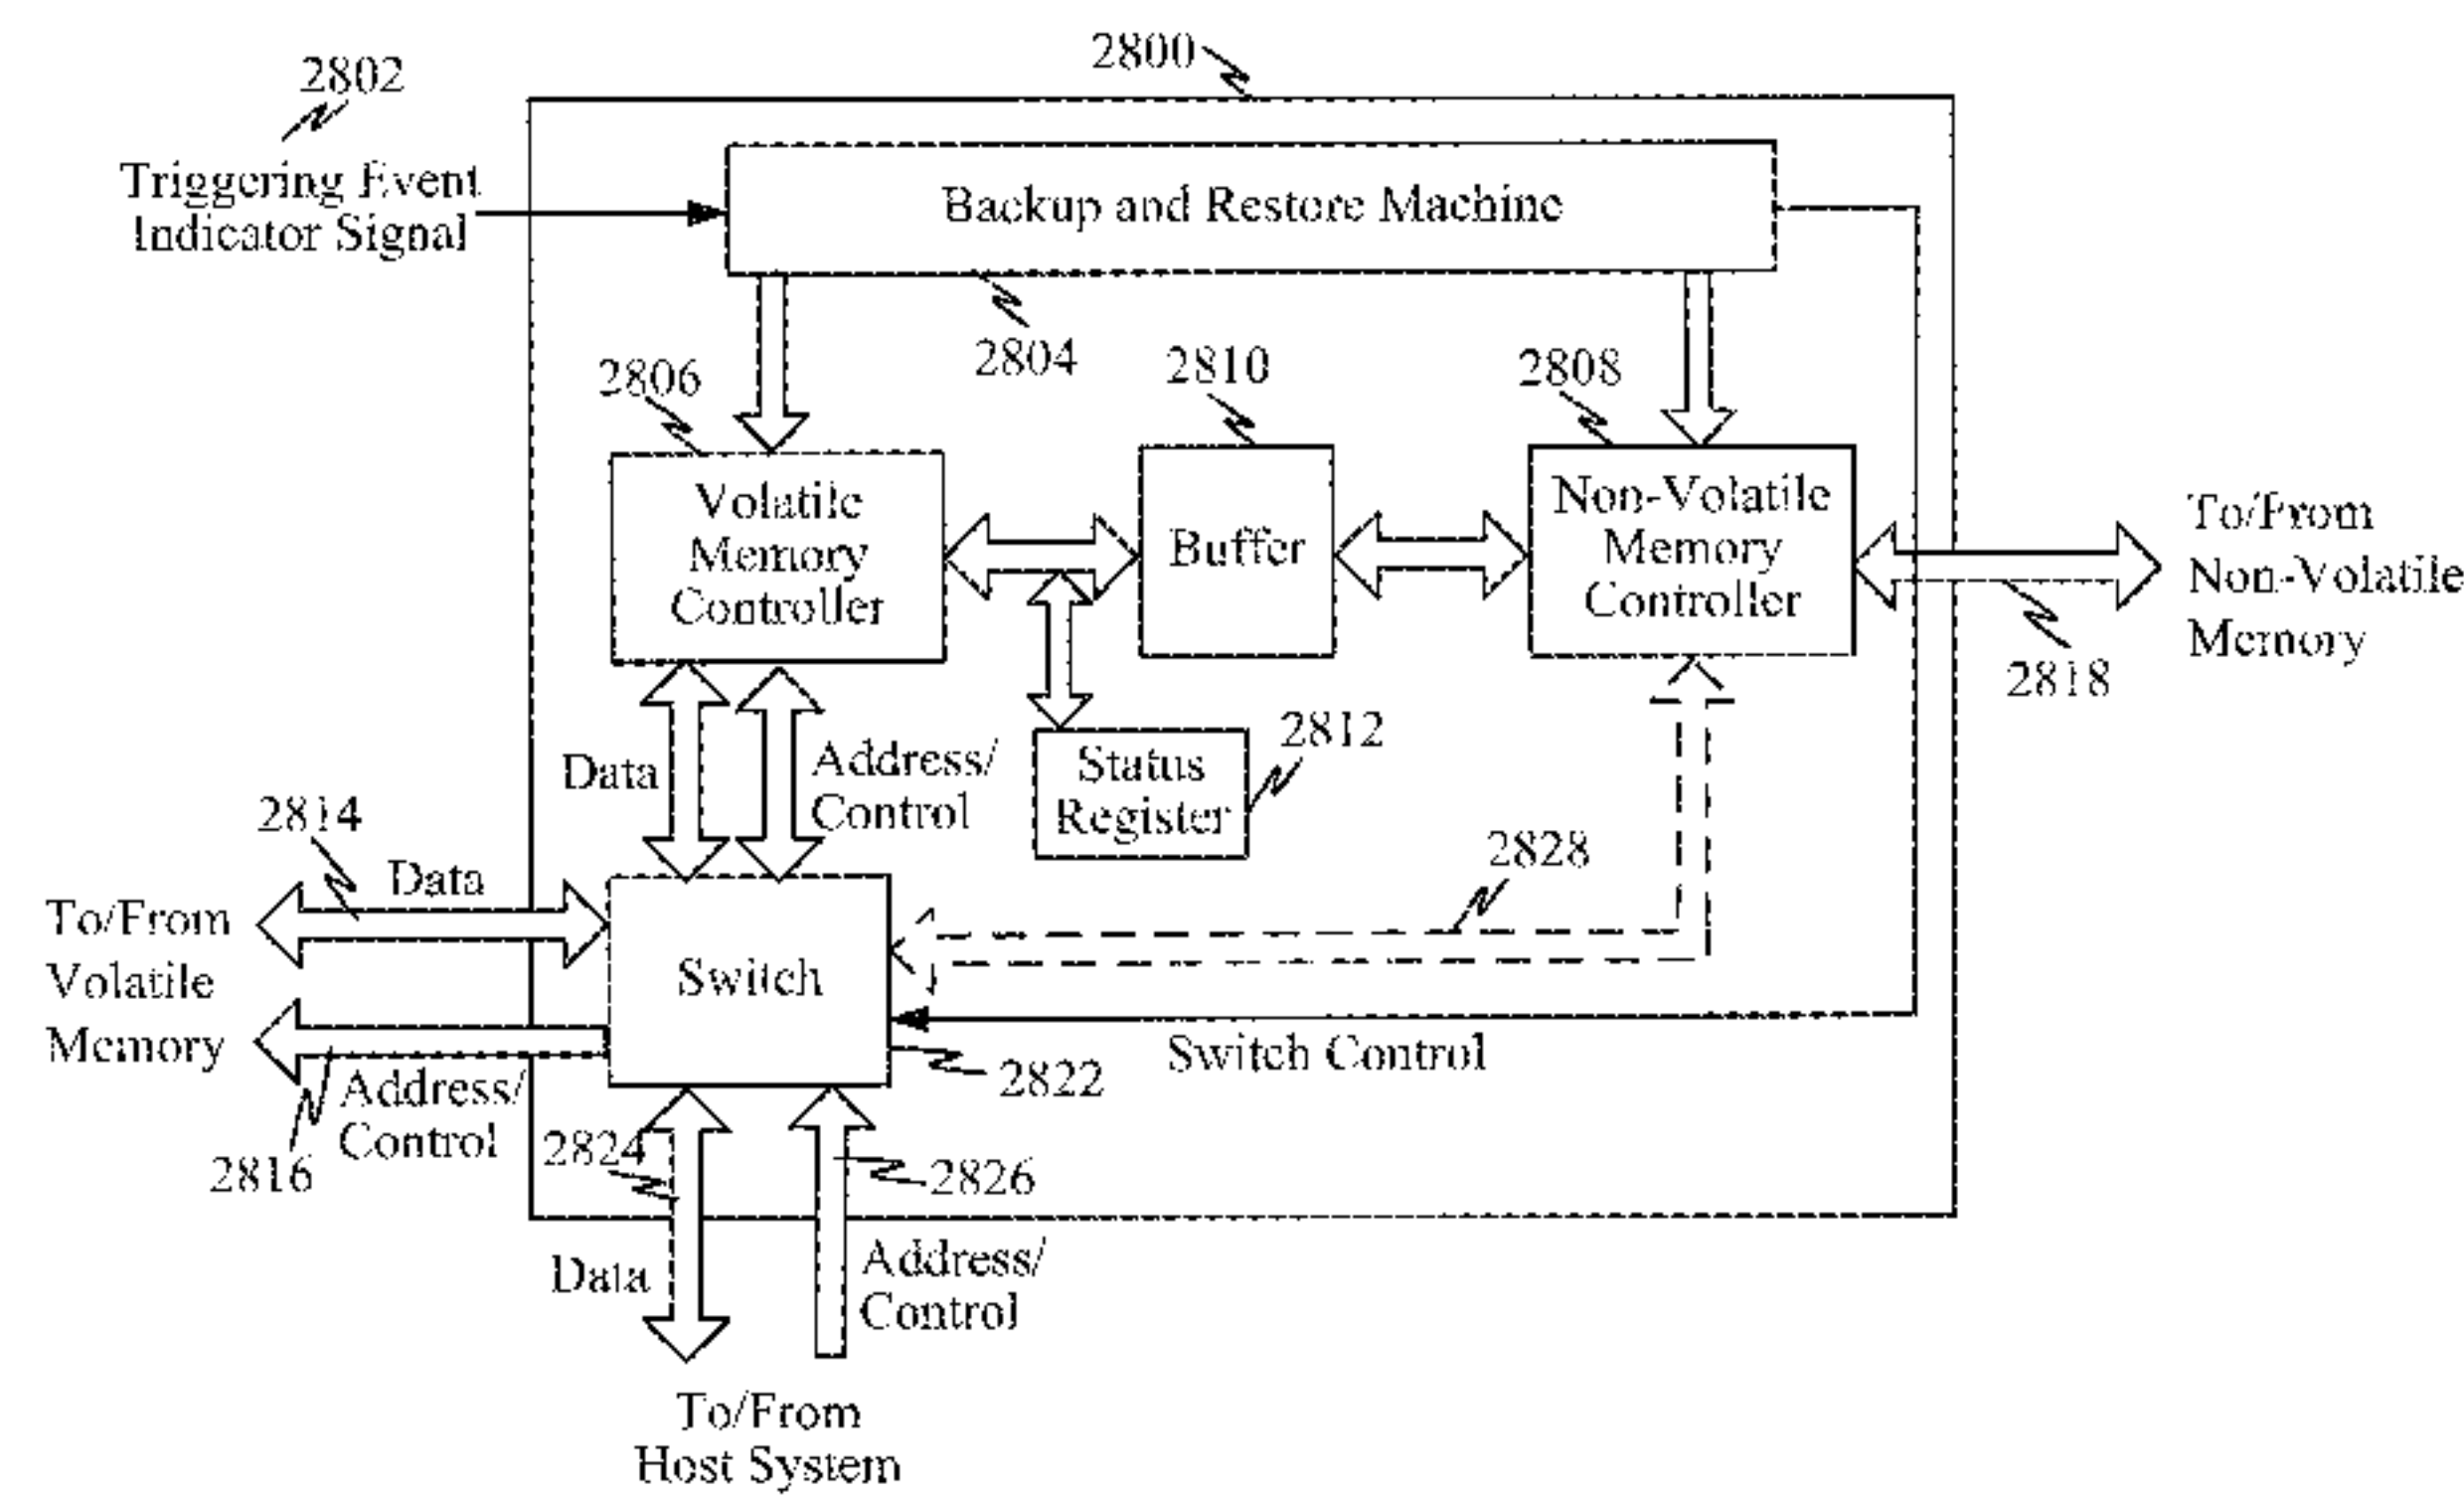 2800
2802
Triggering Event
Indicator Signal
Backup and Restore Machine
2804
2806
2810
2808
Volatile
Memory
Controller
Buffer
Non-Volatile
Memory
Controller
To/From
Non-Volatile
Memory
2818
Data
Address/
Control
Status
Register
2812
2814
Data
To/From
Volatile
Memory
Switch
2828
Switch Control
2822
Address/
Control
2816
2824
2826
Data
Address/
Control
To/From
Host System